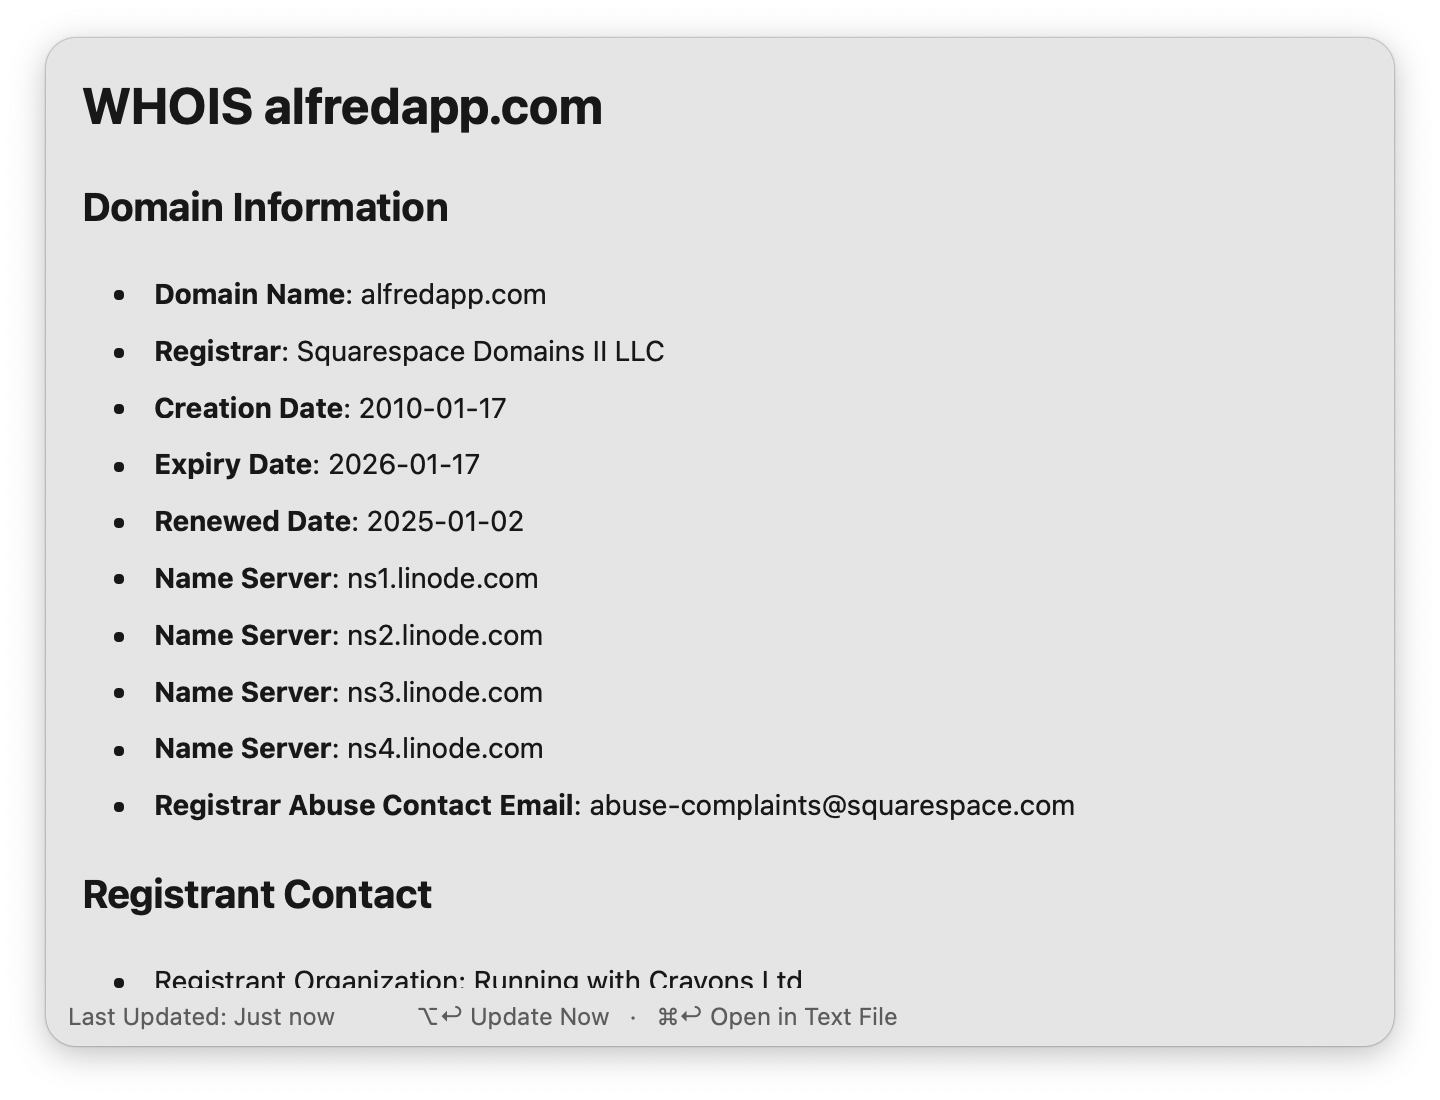 WHOIS alfredapp.com
Domain Information
• Domain Name: alfredapp.com
• Registrar: Squarespace Domains II LLC
• Creation Date: 2010-01-17
• Expiry Date: 2026-01-17
• Renewed Date: 2025-01-02
• Name Server: ns1.linode.com
• Name Server: ns2.linode.com
• Name Server: ns3.linode.com
• Name Server: ns4.linode.com
• Registrar Abuse Contact Email: abuse-complaints@squarespace.com
Registrant Contact
• Registrant Organization: Running with Crayons Ltd
Last Updated: Just now ⌥↩ Update Now · ⌘↩ Open in Text File